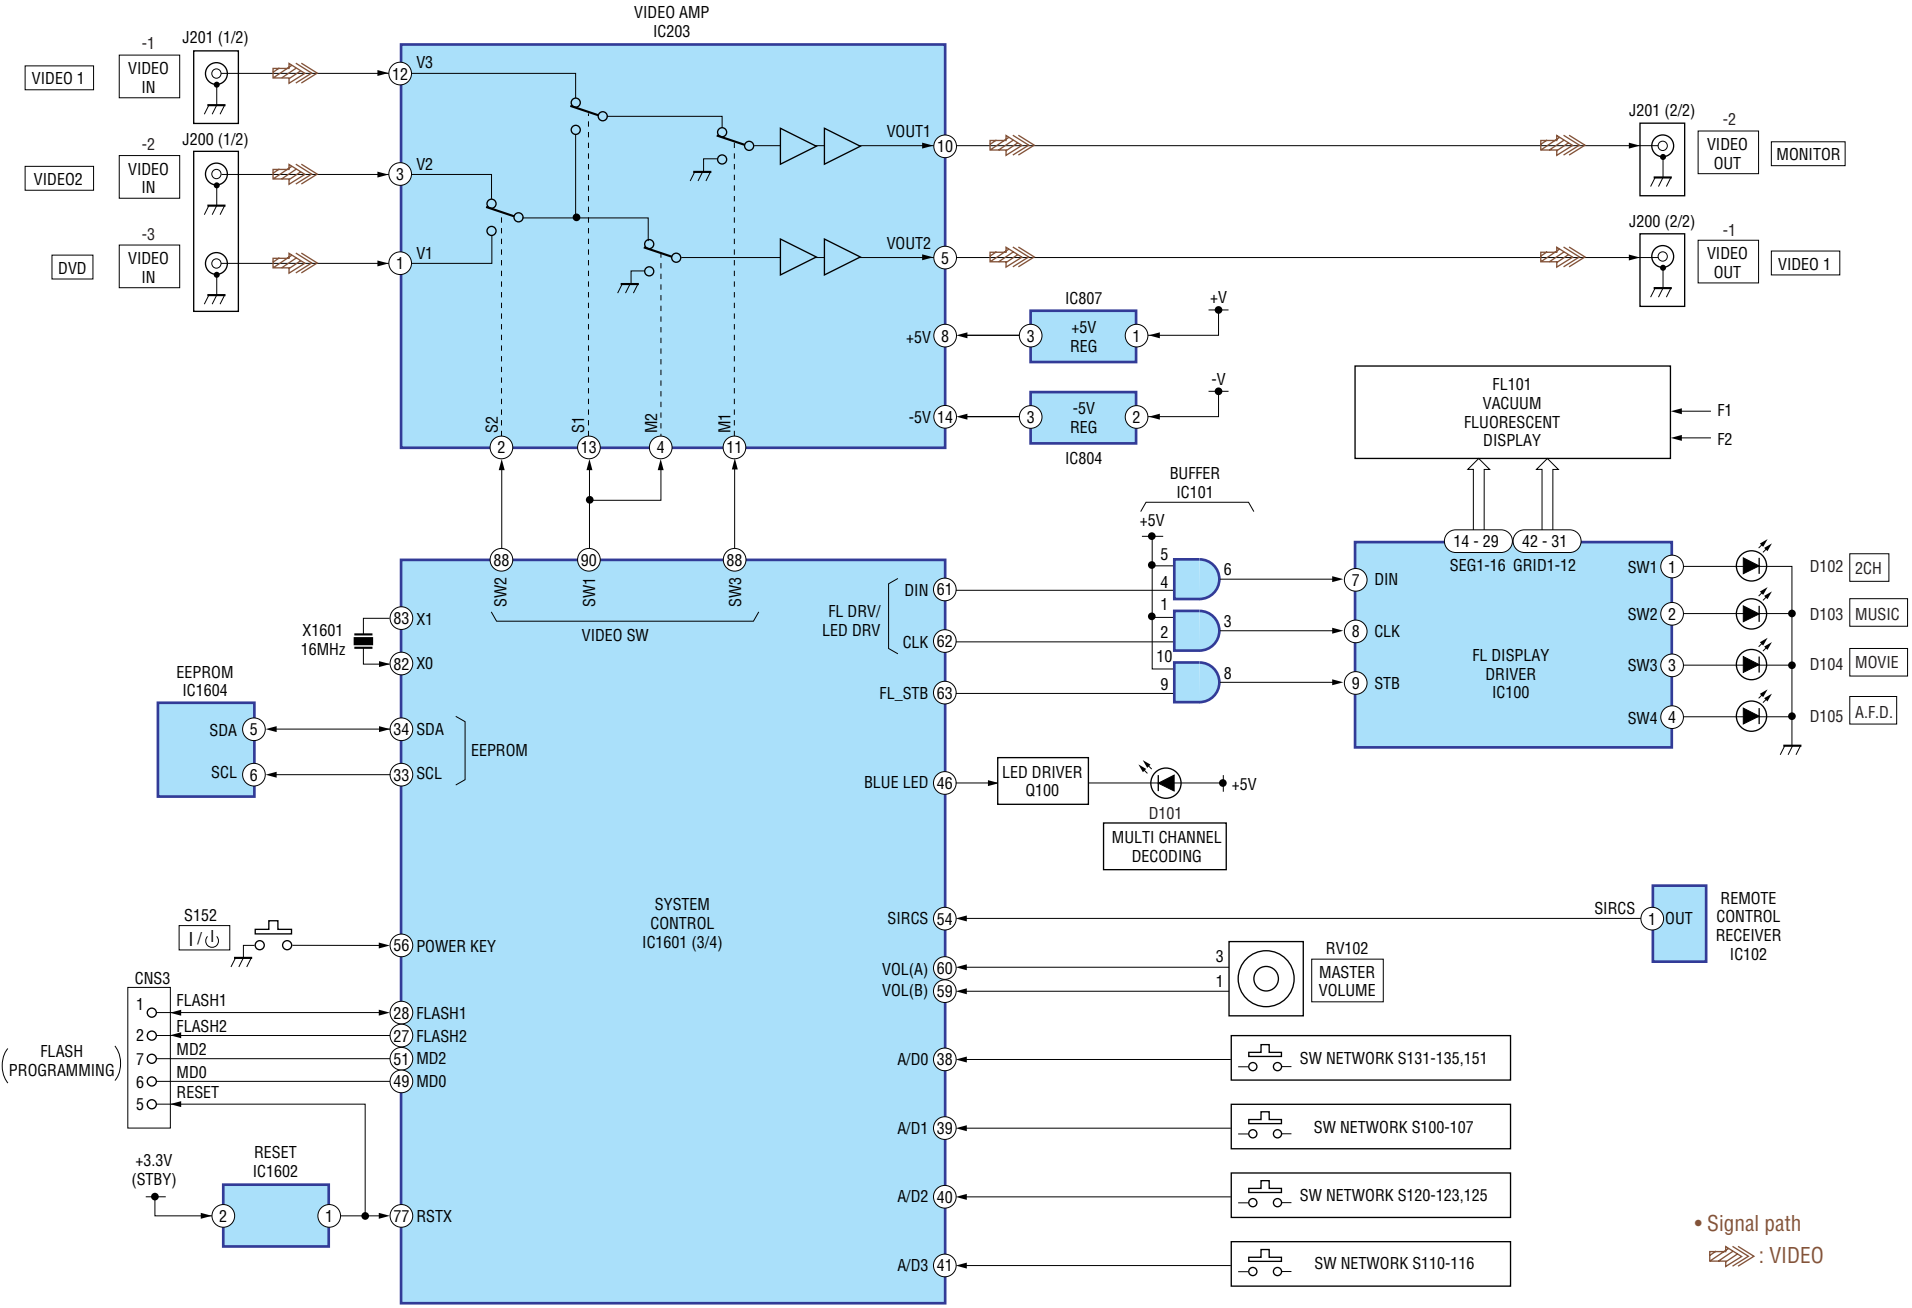 VIDEO AMP
IC203
VIDEO 1
-1
VIDEO
IN
J201 (1/2)
12
V3
VIDEO2
-2
VIDEO
IN
J200 (1/2)
3
V2
DVD
-3
VIDEO
IN
1
V1
VOUT1
10
VOUT2
5
J201 (2/2)
-2
VIDEO
OUT
MONITOR
J200 (2/2)
-1
VIDEO
OUT
VIDEO 1
+5V
8
3
IC807
+5V
REG
1
+V
-5V
14
3
-5V
REG
2
-V
IC804
S2
S1
M2
M1
2
13
4
11
88
90
88
SW2
SW1
SW3
VIDEO SW
FL101
VACUUM
FLUORESCENT
DISPLAY
F1
F2
BUFFER
IC101
+5V
5
4
6
1
2
3
10
9
8
FL DRV/
LED DRV
DIN
61
CLK
62
FL_STB
63
14 - 29
42 - 31
SEG1-16
GRID1-12
7
DIN
8
CLK
9
STB
FL DISPLAY
DRIVER
IC100
SW1
1
D102
2CH
SW2
2
D103
MUSIC
SW3
3
D104
MOVIE
SW4
4
D105
A.F.D.
X1601
16MHz
83
X1
82
X0
EEPROM
IC1604
SDA
5
34
SDA
SCL
6
33
SCL
EEPROM
BLUE LED
46
LED DRIVER
Q100
+5V
D101
MULTI CHANNEL
DECODING
SYSTEM
CONTROL
IC1601 (3/4)
S152
I /
56
POWER KEY
SIRCS
54
SIRCS
1
OUT
REMOTE
CONTROL
RECEIVER
IC102
VOL(A)
60
3
VOL(B)
59
1
RV102
MASTER
VOLUME
CNS3
FLASH
PROGRAMMING
1
FLASH1
28
FLASH1
2
FLASH2
27
FLASH2
7
MD2
51
MD2
6
MD0
49
MD0
5
RESET
A/D0
38
SW NETWORK S131-135,151
A/D1
39
SW NETWORK S100-107
A/D2
40
SW NETWORK S120-123,125
A/D3
41
SW NETWORK S110-116
+3.3V
(STBY)
RESET
IC1602
2
1
77
RSTX
• Signal path
: VIDEO